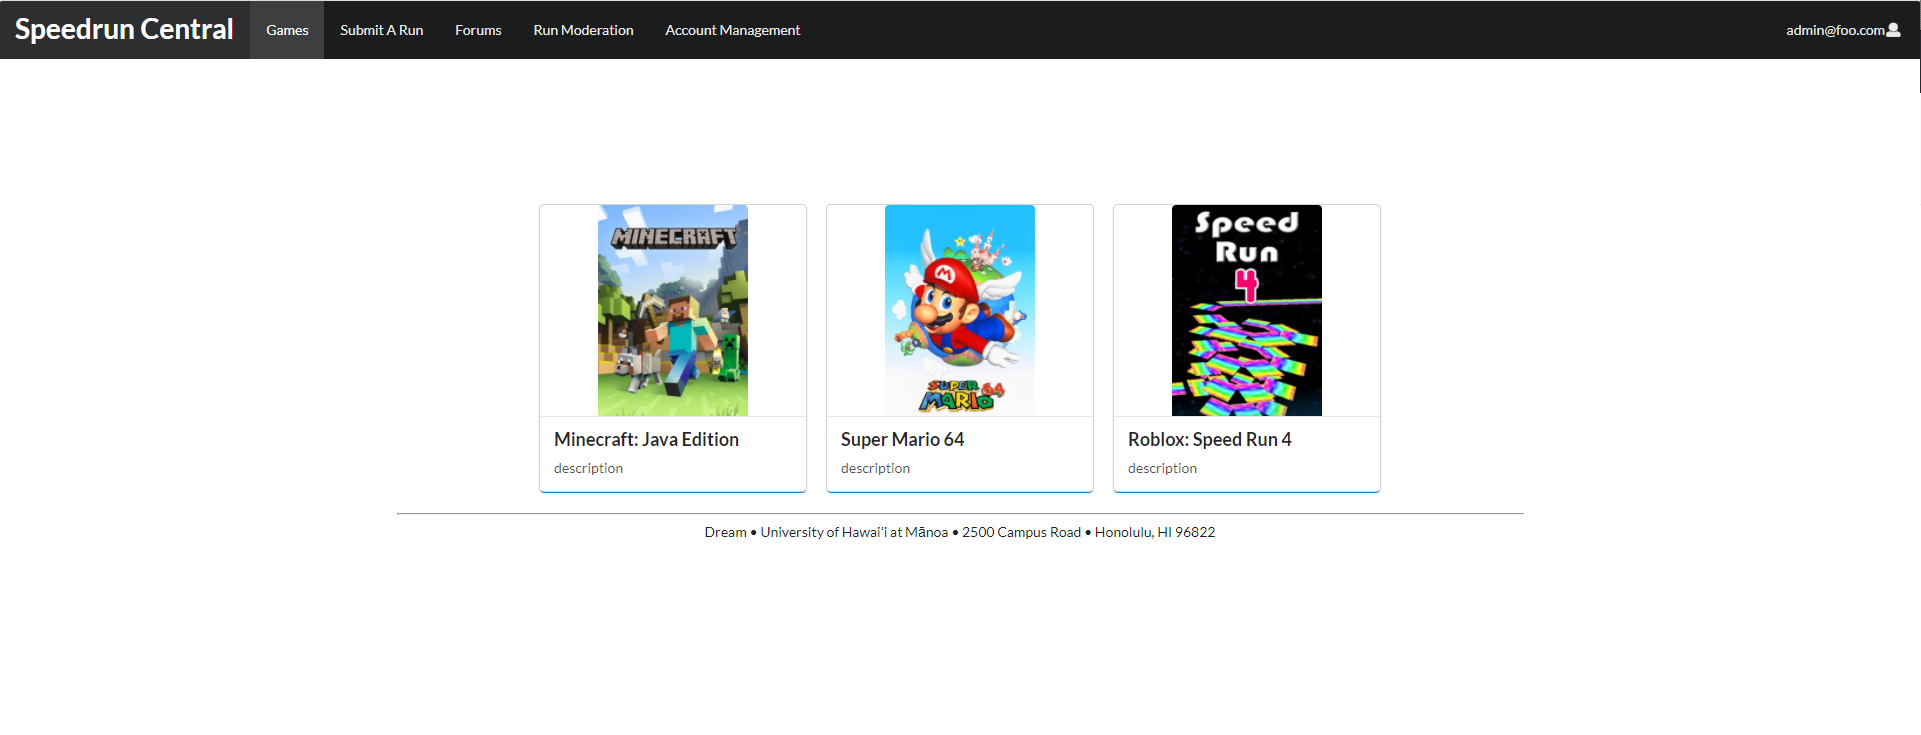 Speedrun Central Games Submit A Run Forums Run Moderation Account Management admin@foo.com
MINECRAFT
SUPER
MARIO 64
Speed
Run
4
Minecraft: Java Edition
description
Super Mario 64
description
Roblox: Speed Run 4
description
Dream • University of Hawaiʻi at Mānoa • 2500 Campus Road • Honolulu, HI 96822